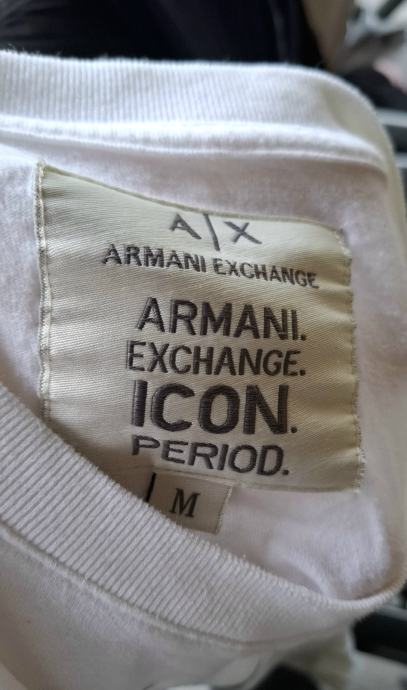 A|X
ARMANI EXCHANGE
ARMANI.
EXCHANGE.
ICON.
PERIOD.
M